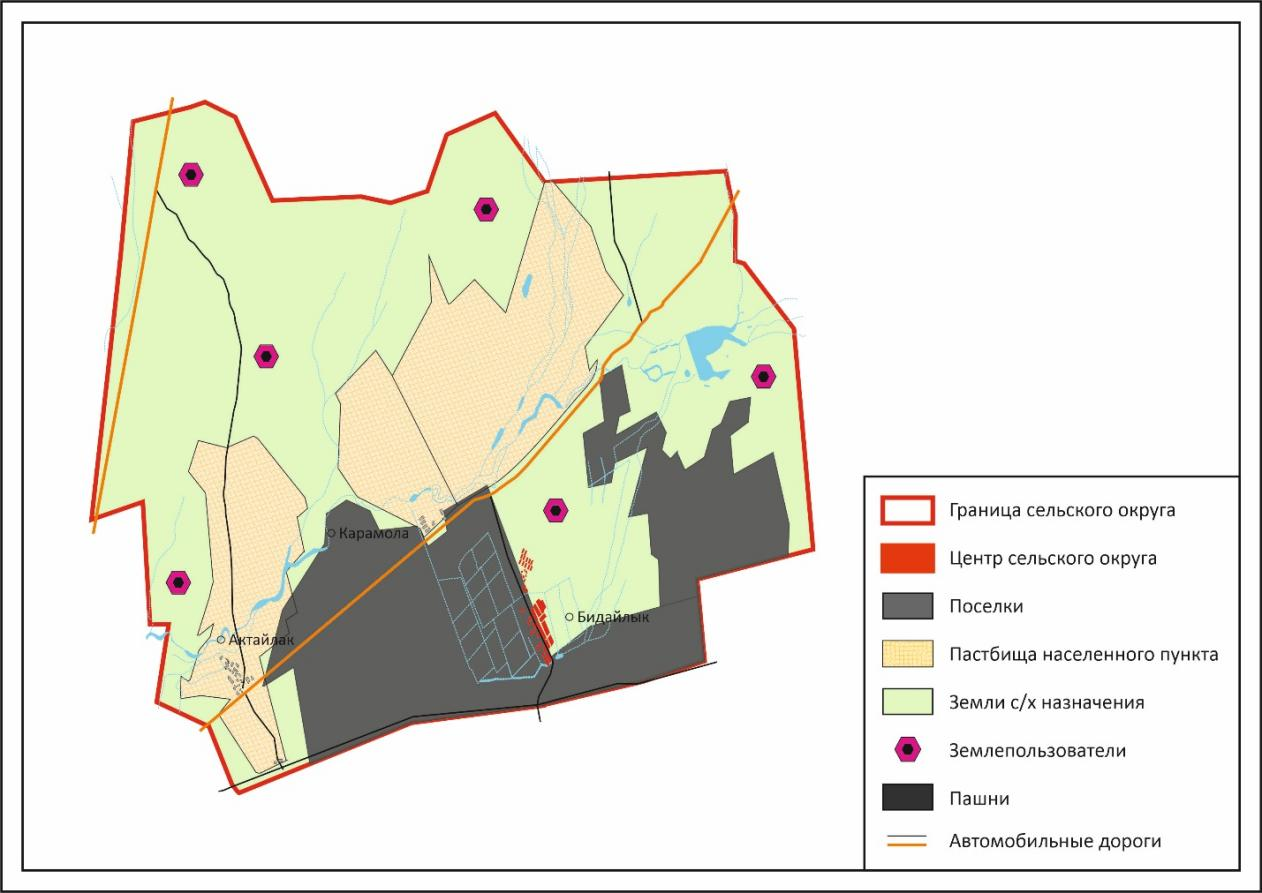 Карамола
Бидайлык
Актайлак
Граница сельского округа
Центр сельского округа
Поселки
Пастбища населенного пункта
Земли с/х назначения
Землепользователи
Пашни
Автомобильные дороги